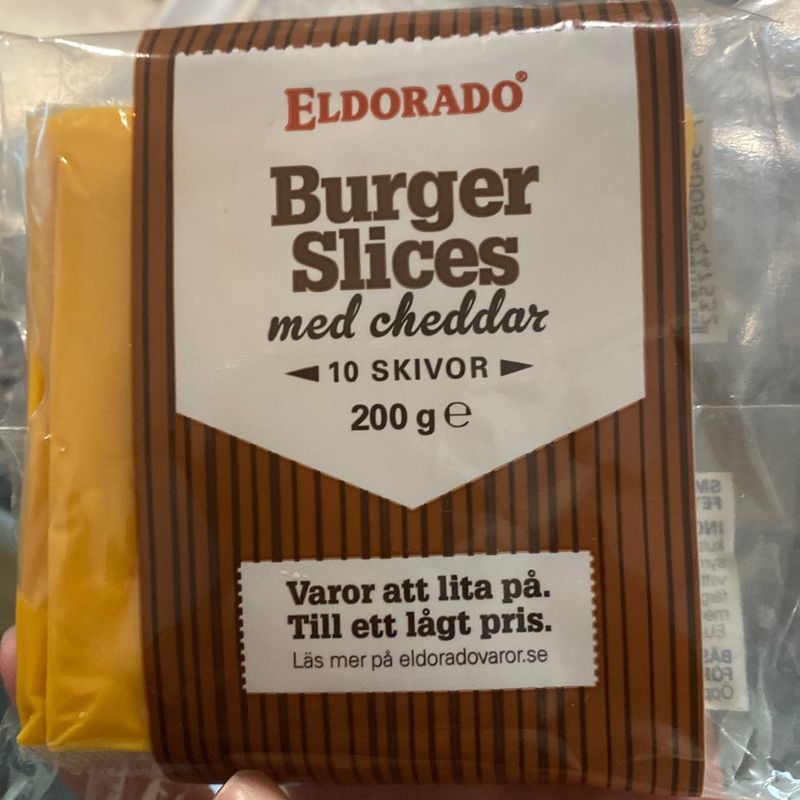 ELDORADO®
Burger
Slices
med cheddar
10 SKIVOR
200 g ℮
Varor att lita på.
Till ett lågt pris.
Läs mer på eldoradovaror.se